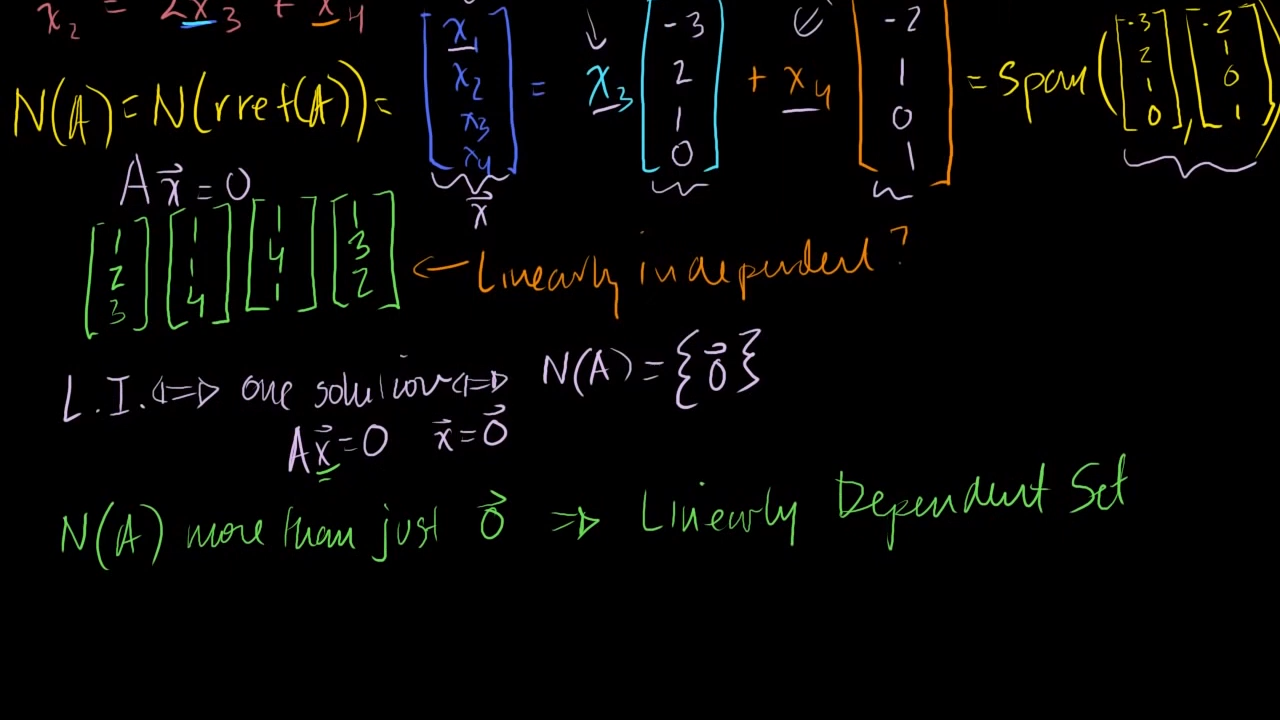 x₂ = 2x₃ + x₄
N(A) = N(rref(A)) = [x₁ x₂ x₃ x₄] = x₃ [-3 2 1 0] + x₄ [-2 1 0 1] = span([-3 2 1 0], [-2 1 0 1])
x⃗
Ax⃗ = 0
[1 2 3] [1 1 4] [1 4 1] [1 3 2] ← Linearly independent?
L.I. ⇔ one solution ⇔ N(A) = {0⃗}
Ax⃗ = 0 x⃗ = 0⃗
N(A) more than just 0⃗ ⇒ Linearly Dependent Set